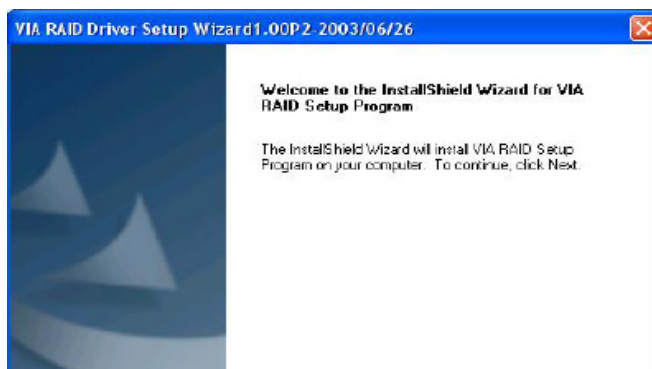 VIA RAID Driver Setup Wizard1.00P2-2003/06/26
Welcome to the InstallShield Wizard for VIA
RAID Setup Program
The InstallShield Wizard will install VIA RAID Setup
Program on your computer. To continue, click Next.